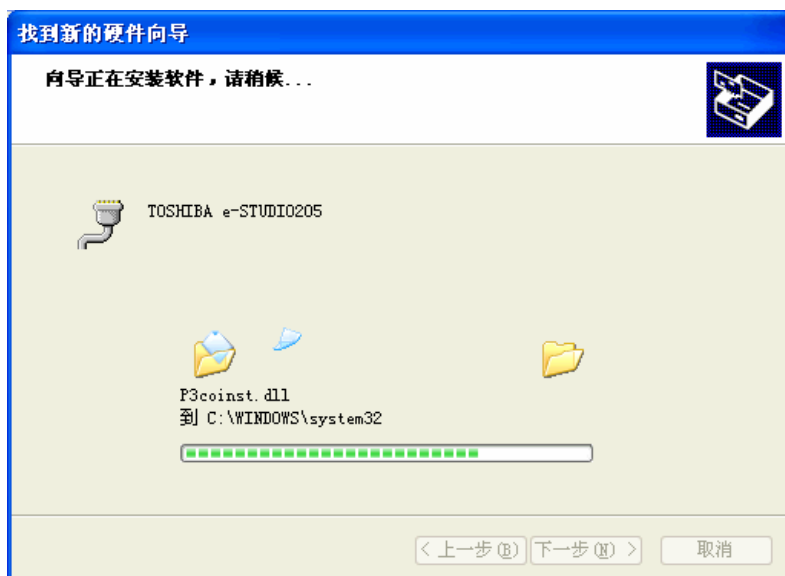 找到新的硬件向导
向导正在安装软件，请稍候...
TOSHIBA e-STUDIO205
P3coinst.dll
到 C:\WINDOWS\system32
< 上一步(B) 下一步(N) > 取消